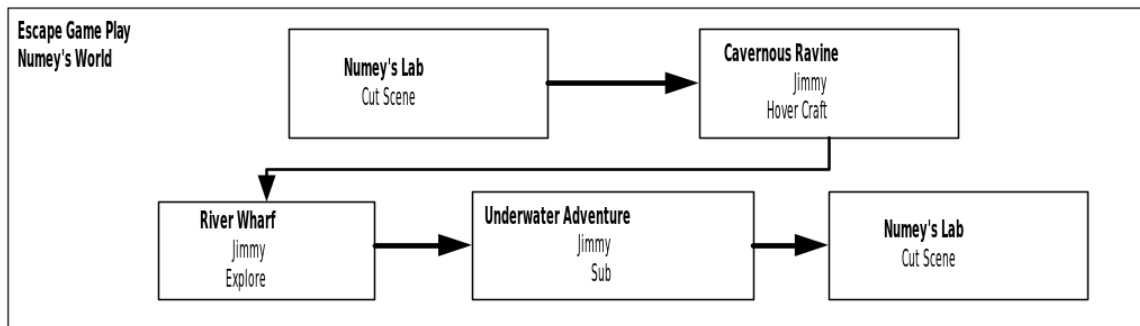 Escape Game Play
Numey's World
Numey's Lab
Cut Scene
Cavernous Ravine
Jimmy
Hover Craft
River Wharf
Jimmy
Explore
Underwater Adventure
Jimmy
Sub
Numey's Lab
Cut Scene